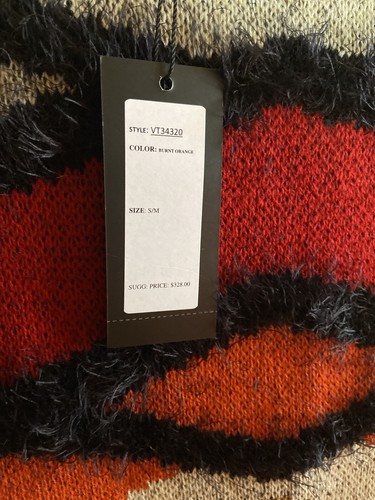 STYLE: VT34320
COLOR: BURNT ORANGE
SIZE: S/M
SUGG: PRICE: $328.00